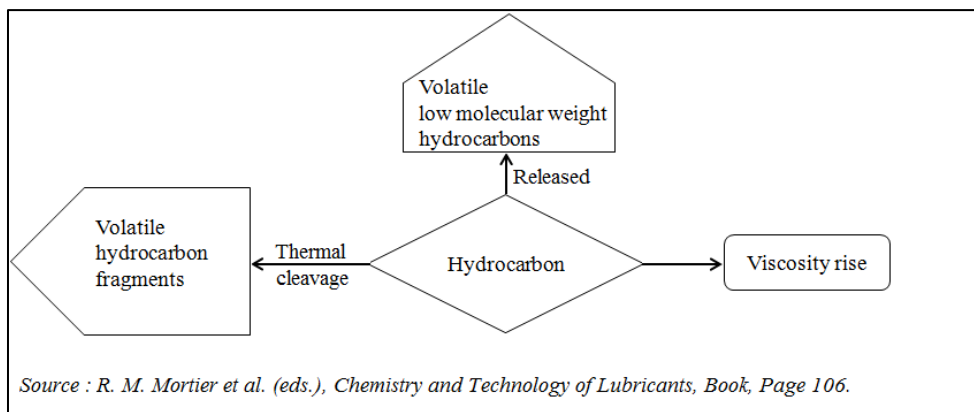 Volatile
low molecular weight
hydrocarbons
Released
Volatile
hydrocarbon
fragments
Thermal
cleavage
Hydrocarbon
Viscosity rise
Source : R. M. Mortier et al. (eds.), Chemistry and Technology of Lubricants, Book, Page 106.